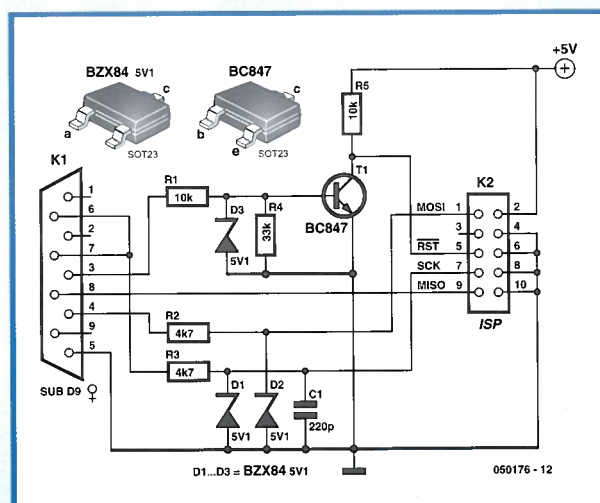 +5V
BZX84 5V1
BC847
c
c
a
SOT23
b
e
SOT23
R5
10k
K1
1
6
2
7
3
8
4
9
5
SUB D9
R1
10k
D3
5V1
R4
33k
T1
BC847
K2
MOSI 1 2
3 4
RST 5 6
SCK 7 8
MISO 9 10
ISP
R2
4k7
R3
4k7
D1
5V1
D2
5V1
C1
220p
D1...D3 = BZX84 5V1
050176 - 12